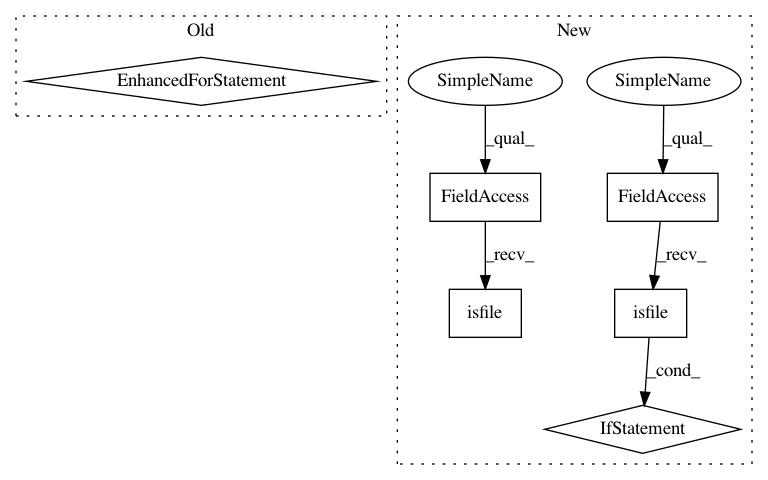 Old
New
EnhancedForStatement
SimpleName
SimpleName
_qual_
_qual_
FieldAccess
FieldAccess
_recv_
_recv_
isfile
isfile
_cond_
IfStatement